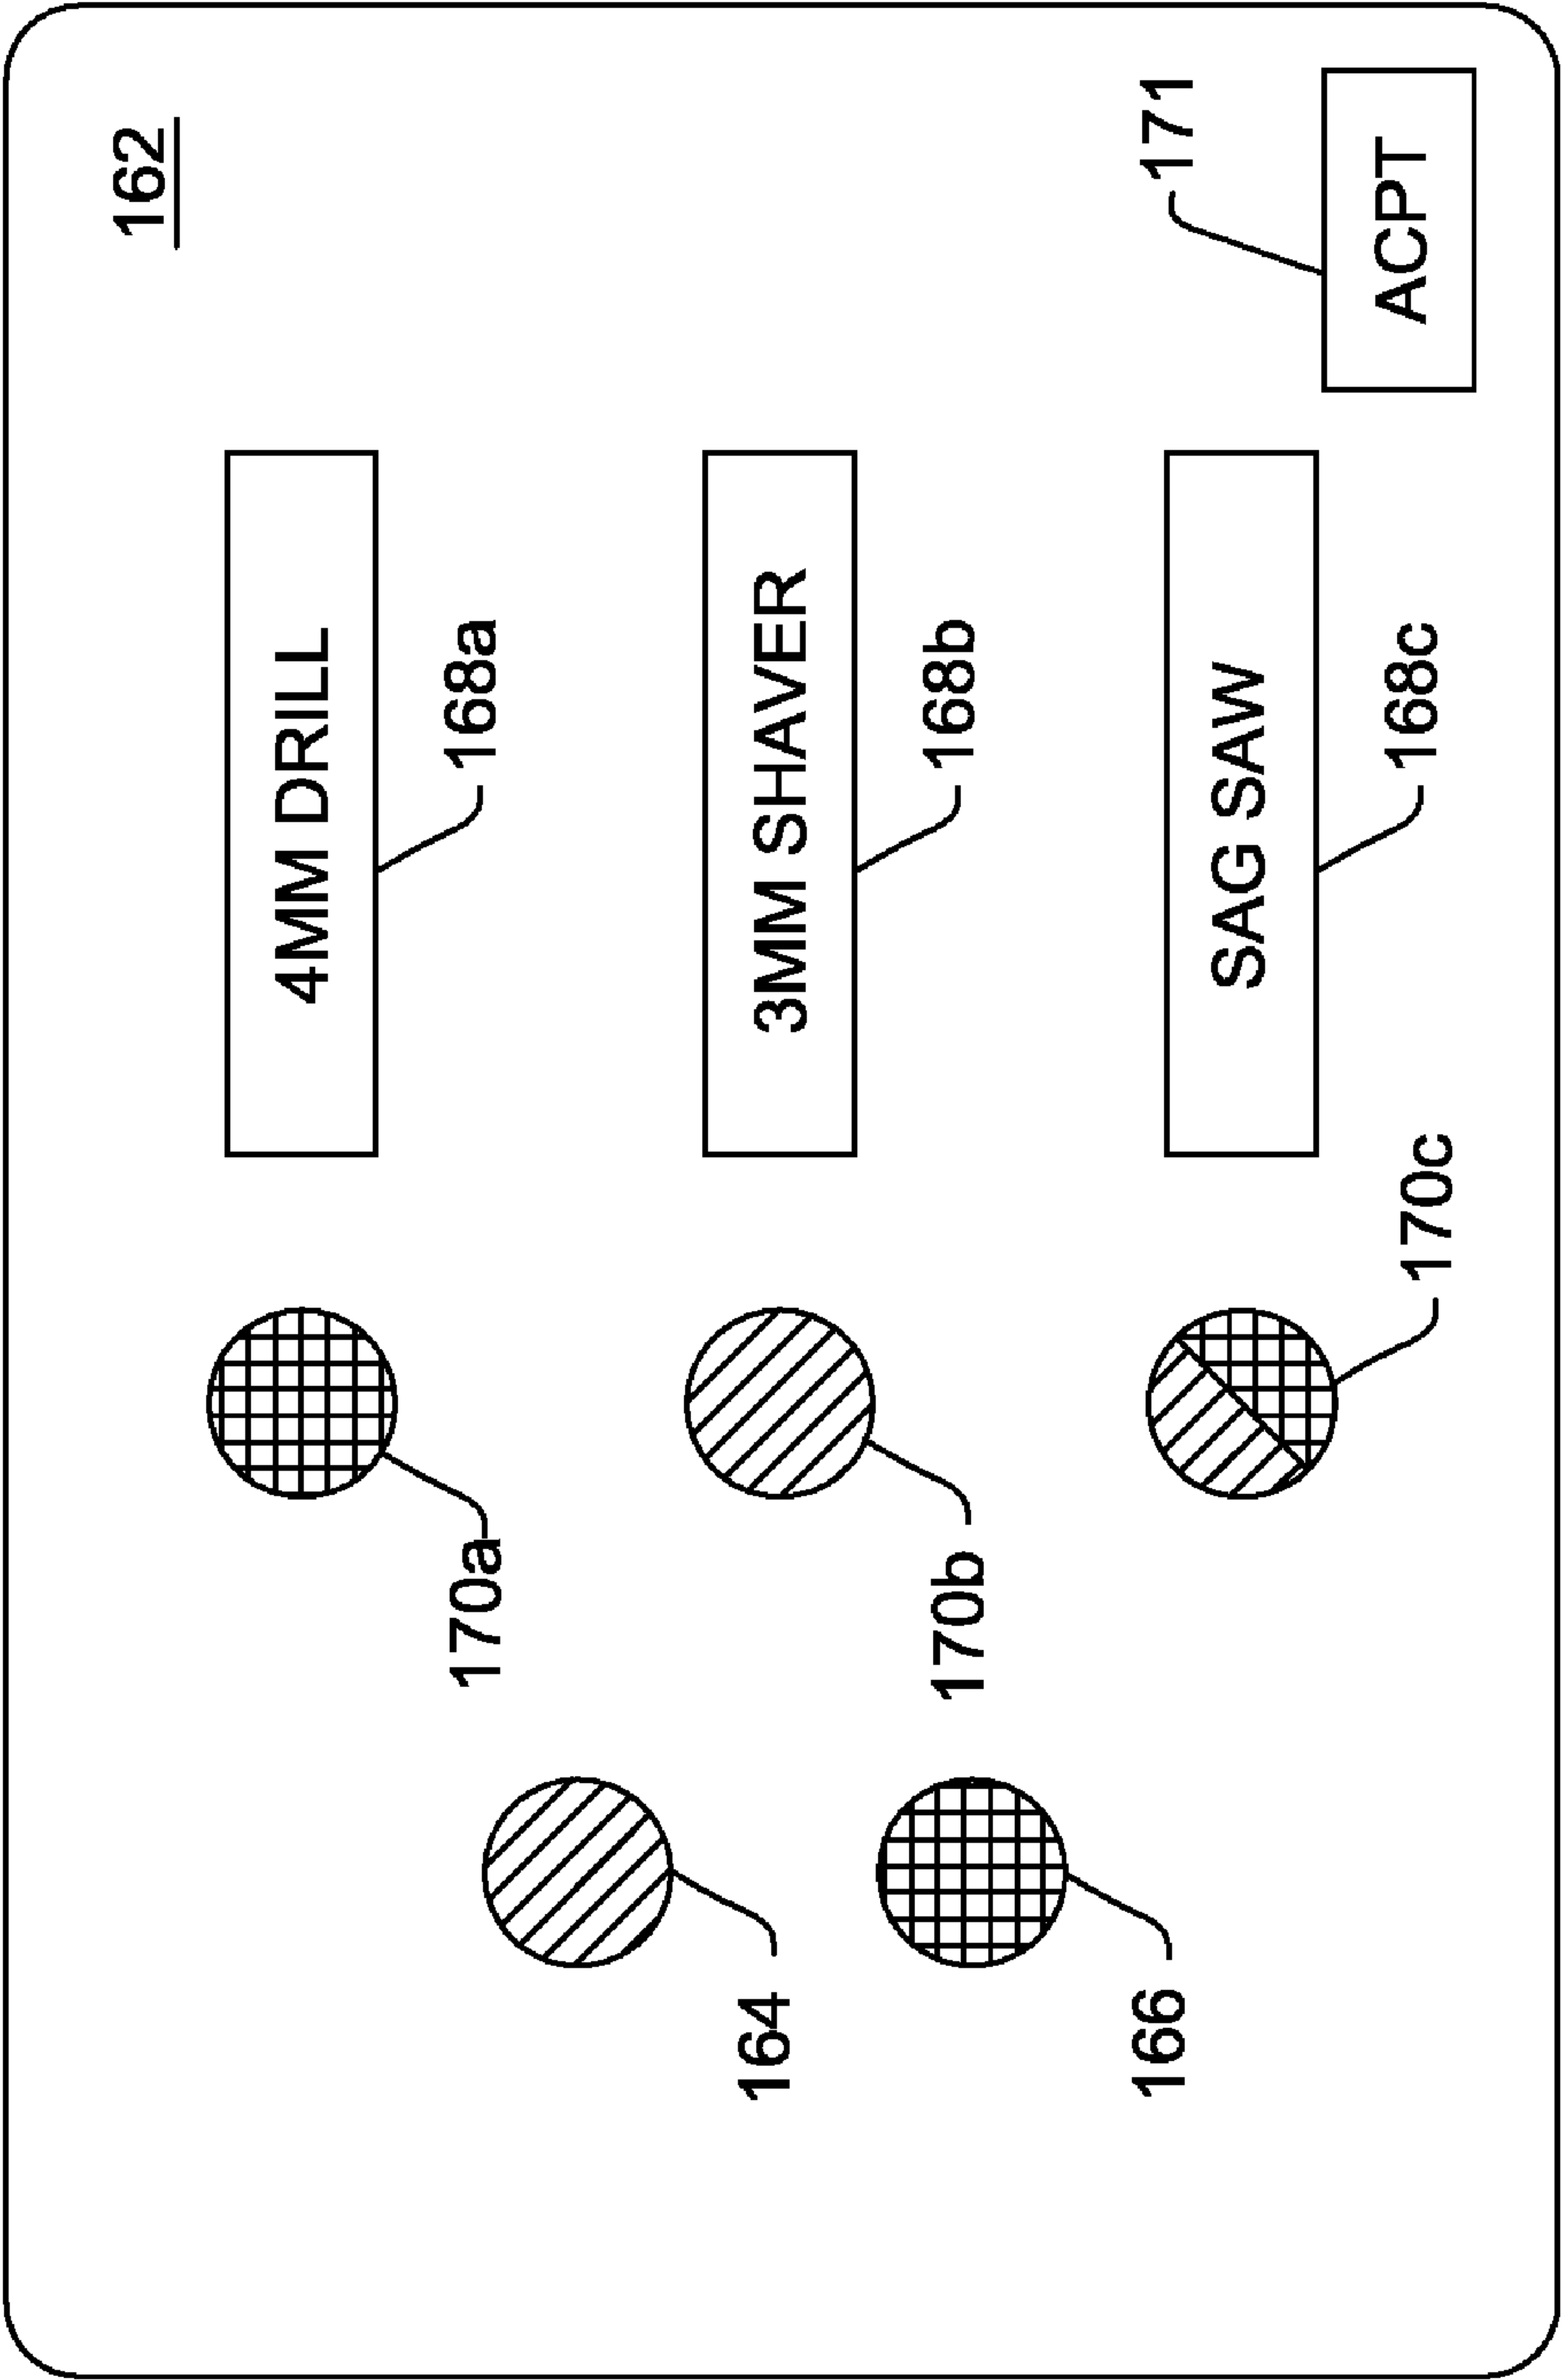 162
4MM DRILL
168a
170a
164
3MM SHAVER
168b
170b
166
171
SAG SAW
168c
170c
ACPT